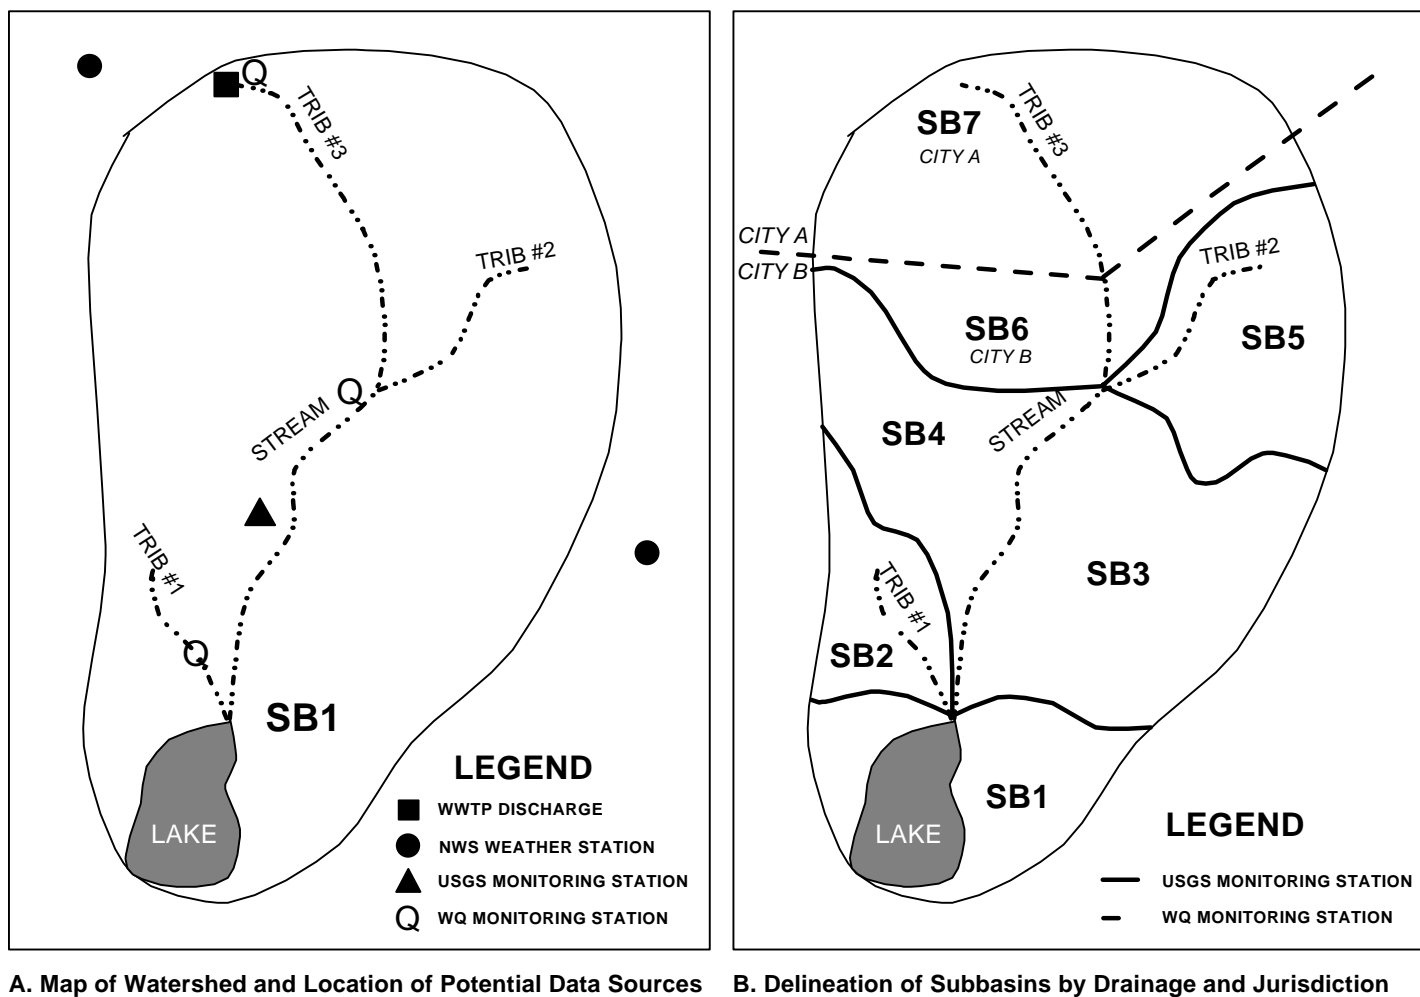 Q
TRIB #3
TRIB #2
Q
STREAM
TRIB #1
Q
SB1
LAKE
LEGEND
WWTP DISCHARGE
NWS WEATHER STATION
USGS MONITORING STATION
Q WQ MONITORING STATION
A. Map of Watershed and Location of Potential Data Sources
SB7
CITY A
TRIB #3
CITY A
CITY B
TRIB #2
SB6
CITY B
SB5
STREAM
SB4
SB3
TRIB #1
SB2
SB1
LAKE
LEGEND
USGS MONITORING STATION
WQ MONITORING STATION
B. Delineation of Subbasins by Drainage and Jurisdiction